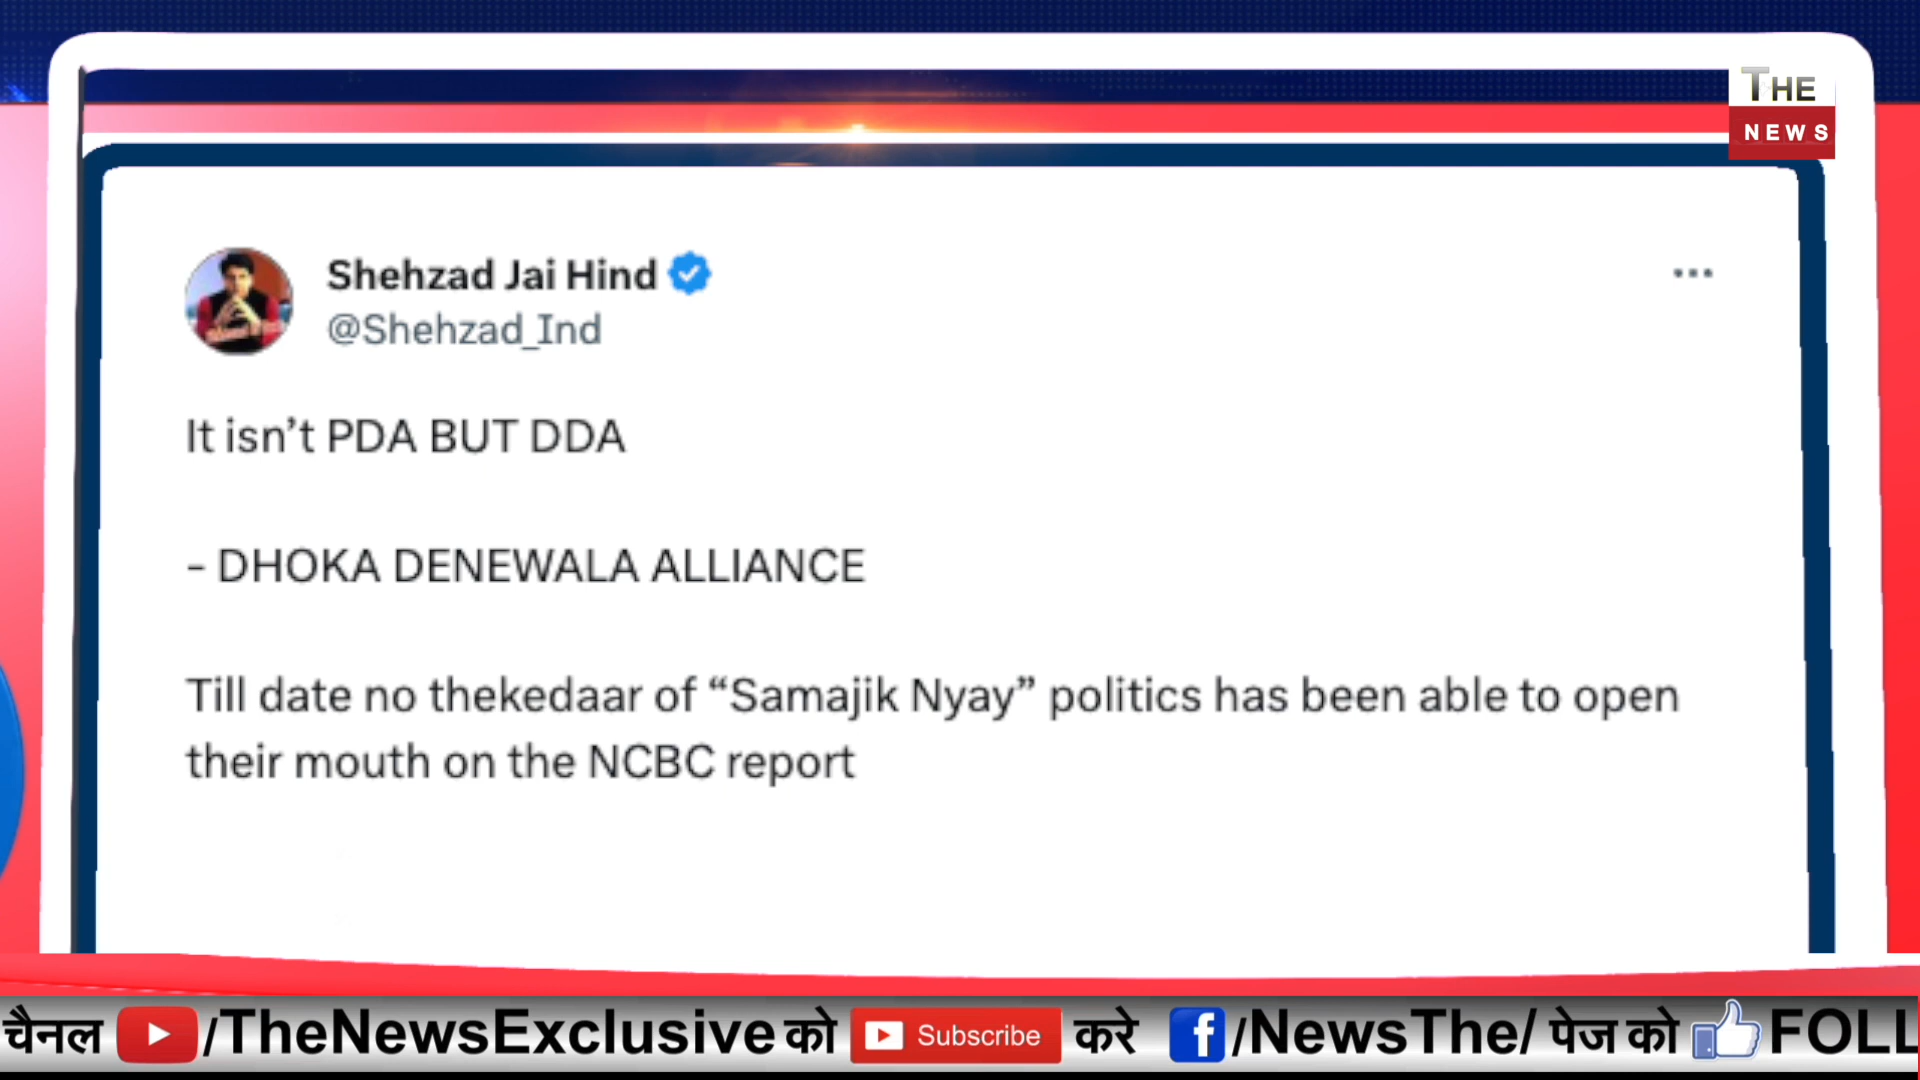 THE
NEWS
Shehzad Jai Hind
@Shehzad_Ind
It isn’t PDA BUT DDA
- DHOKA DENEWALA ALLIANCE
Till date no thekedaar of “Samajik Nyay” politics has been able to open
their mouth on the NCBC report
चैनल /TheNewsExclusive को Subscribe करे f/NewsThe/ पेज को FOLL